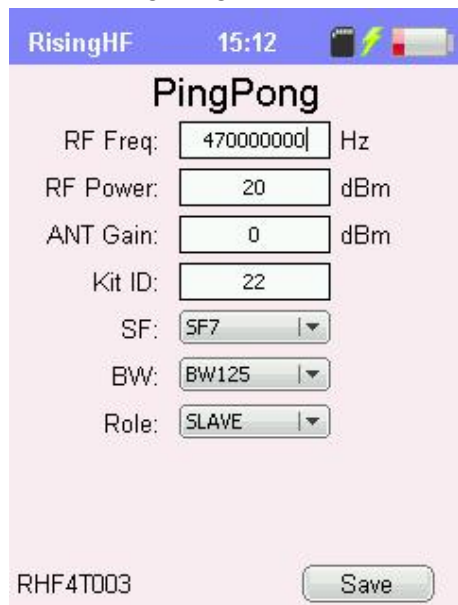 RisingHF 15:12
PingPong
RF Freq: 470000000 Hz
RF Power: 20 dBm
ANT Gain: 0 dBm
Kit ID: 22
SF: SF7
BW: BW125
Role: SLAVE
RHF4T003 Save